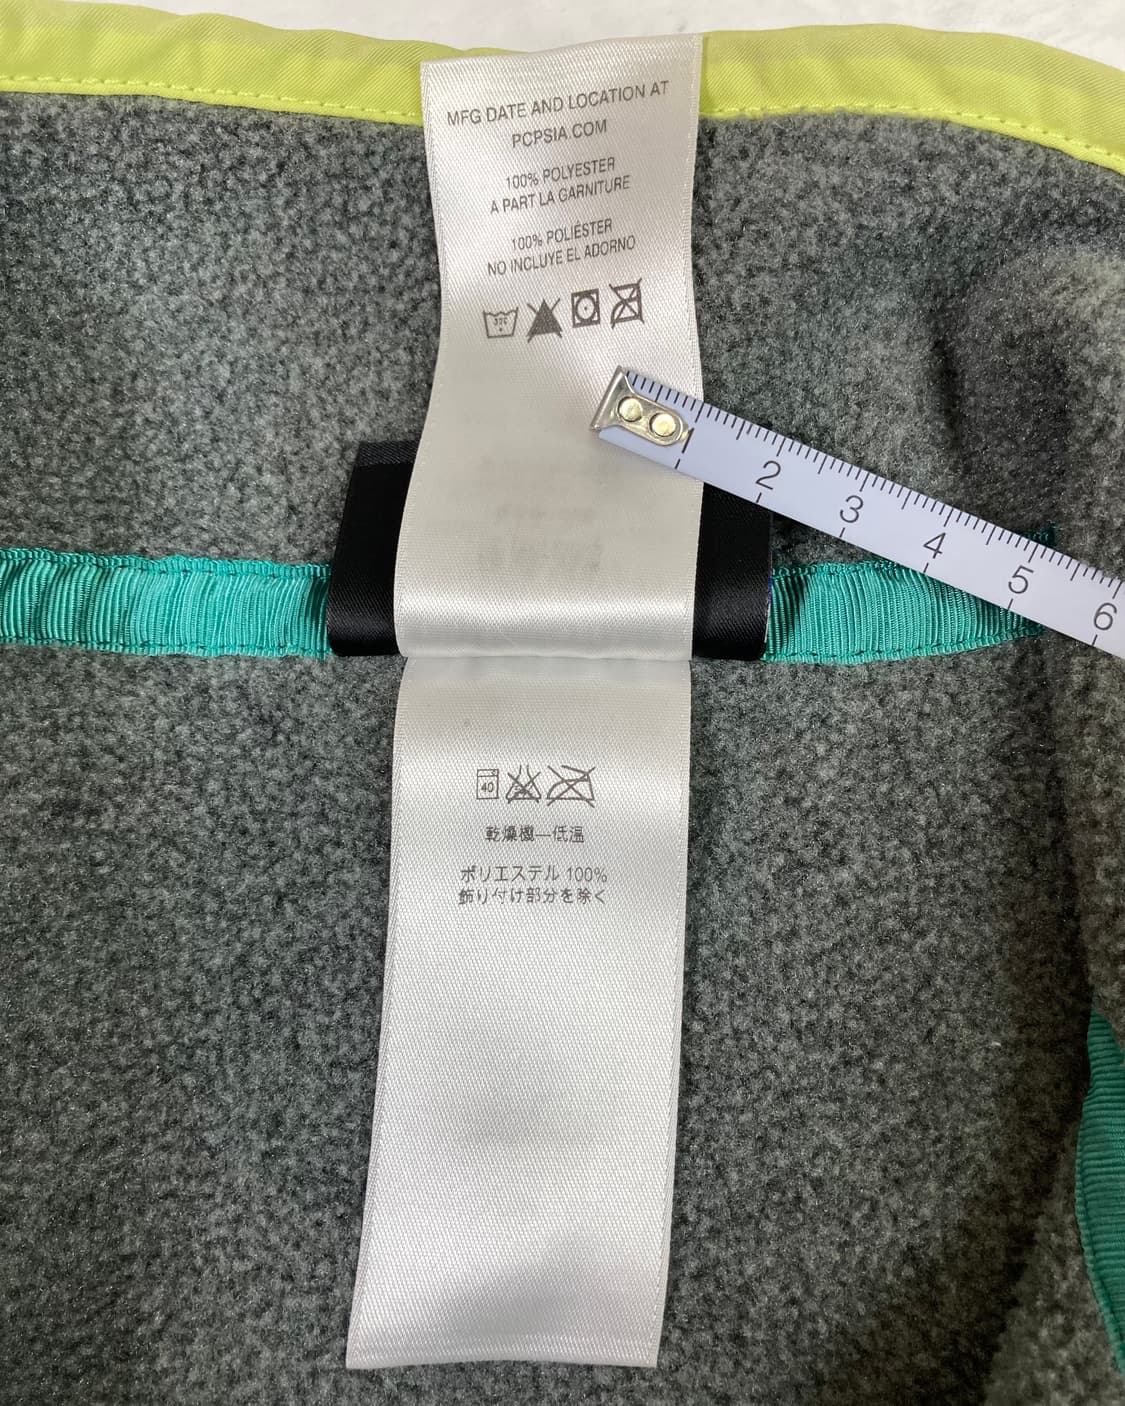 MFG DATE AND LOCATION AT
PCPSIA.COM
100% POLYESTER
A PART LA GARNITURE
100% POLIÉSTER
NO INCLUYE EL ADORNO
2
3
4
5
6
40
乾燥機―低温
ポリエステル 100%
飾り付け部分を除く